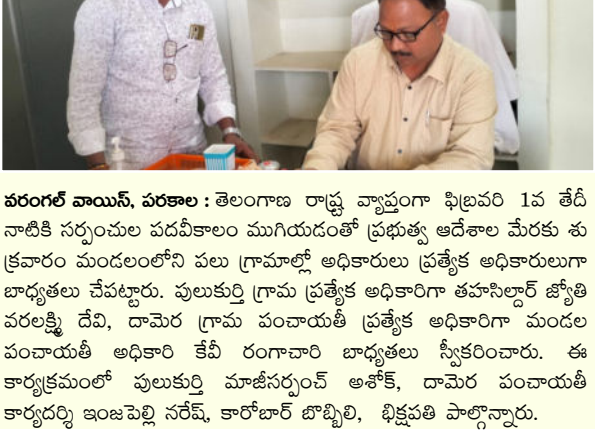 వరంగల్ వాయిస్, పరకాల : తెలంగాణ రాష్ట్ర వ్యాప్తంగా ఫిబ్రవరి 1వ తేదీ
నాటికి సర్పంచుల పదవీకాలం ముగియడంతో ప్రభుత్వ ఆదేశాల మేరకు శు
క్రవారం మండలంలోని పలు గ్రామాల్లో అధికారులు ప్రత్యేక అధికారులుగా
బాధ్యతలు చేపట్టారు. పులుకుర్తి గ్రామ ప్రత్యేక అధికారిగా తహసిల్దార్ జ్యోతి
వరలక్ష్మి దేవి, దామెర గ్రామ పంచాయతీ ప్రత్యేక అధికారిగా మండల
పంచాయతీ అధికారి కేవీ రంగాచారి బాధ్యతలు స్వీకరించారు. ఈ
కార్యక్రమంలో పులుకుర్తి మాజీసర్పంచ్ అశోక్, దామెర పంచాయతీ
కార్యదర్శి ఇంజపెల్లి నరేష్, కారోబార్ బొబ్బిలి, భిక్షపతి పాల్గొన్నారు.